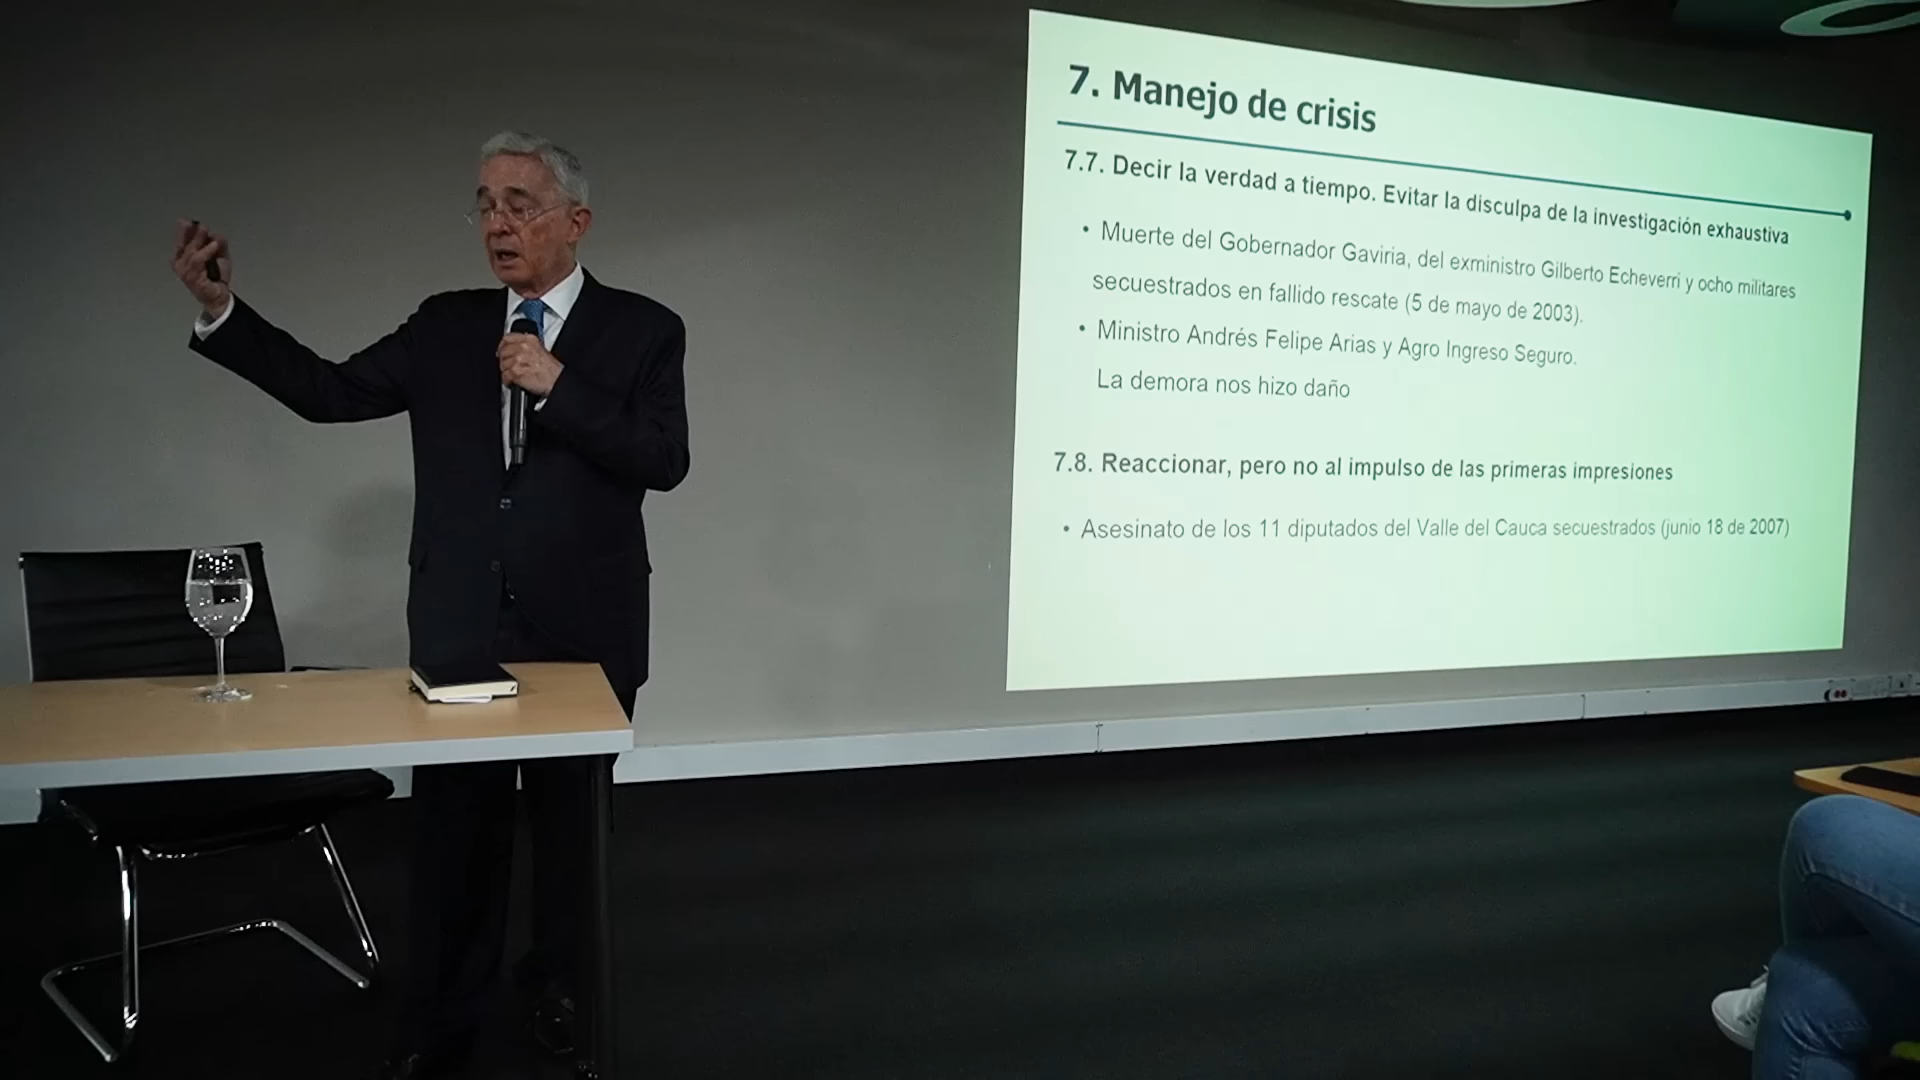 7. Manejo de crisis
7.7. Decir la verdad a tiempo. Evitar la disculpa de la investigación exhaustiva
• Muerte del Gobernador Gaviria, del exministro Gilberto Echeverri y ocho militares
secuestrados en fallido rescate (5 de mayo de 2003).
• Ministro Andrés Felipe Arias y Agro Ingreso Seguro.
La demora nos hizo daño
7.8. Reaccionar, pero no al impulso de las primeras impresiones
• Asesinato de los 11 diputados del Valle del Cauca secuestrados (junio 18 de 2007)